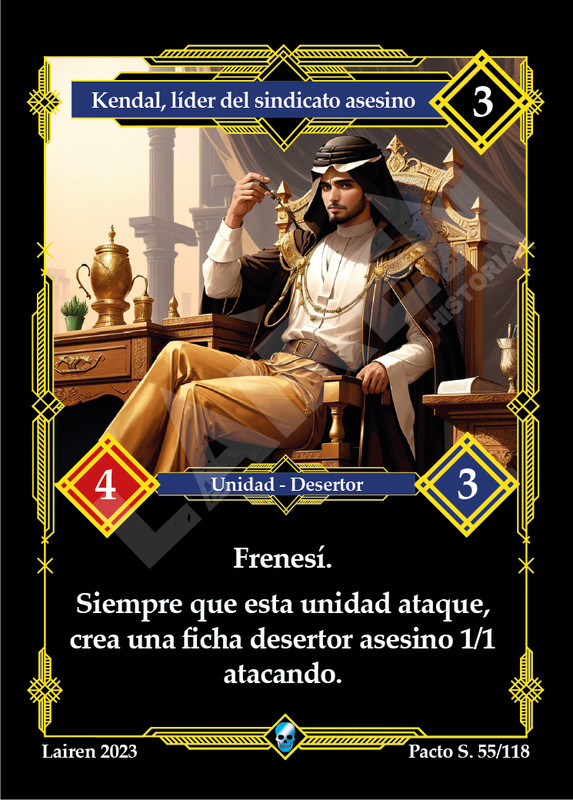 Kendal, líder del sindicato asesino
3
4
Unidad - Desertor
3
Frenesí.
Siempre que esta unidad ataque,
crea una ficha desertor asesino 1/1
atacando.
Lairen 2023
Pacto S. 55/118